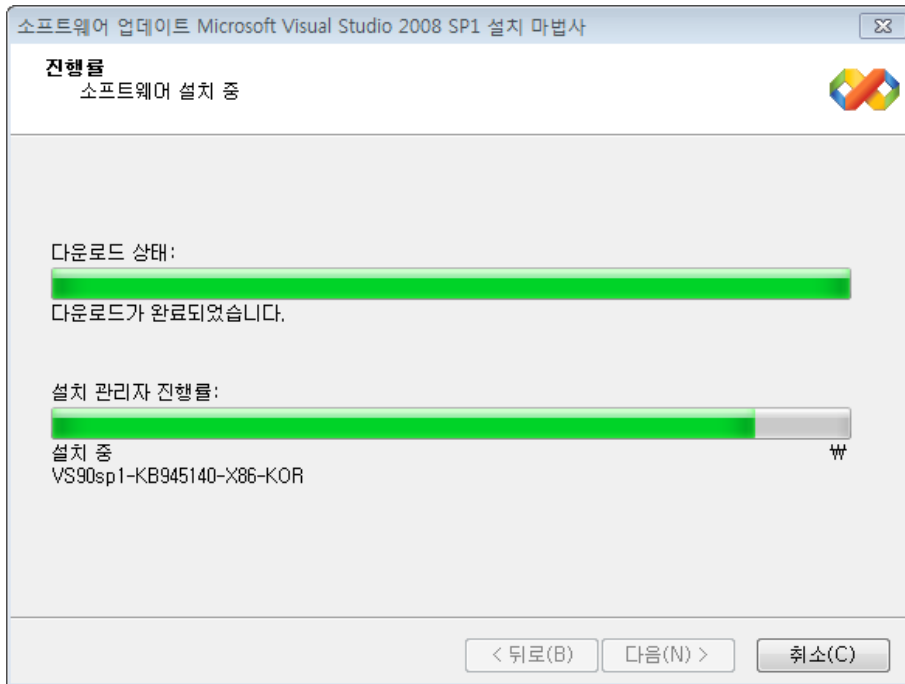 소프트웨어 업데이트 Microsoft Visual Studio 2008 SP1 설치 마법사
진행률
소프트웨어 설치 중
다운로드 상태:
다운로드가 완료되었습니다.
설치 관리자 진행률:
설치 중 ₩
VS90sp1-KB945140-X86-KOR
< 뒤로(B) 다음(N) > 취소(C)